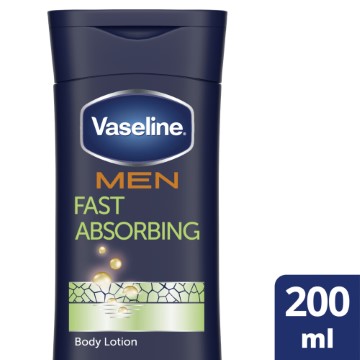 Vaseline.
MEN
FAST
ABSORBING
Body Lotion
200
ml